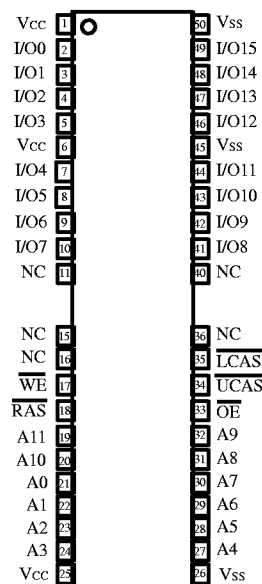 Vcc 1 50 Vss
I/O0 2 49 I/O15
I/O1 3 48 I/O14
I/O2 4 47 I/O13
I/O3 5 46 I/O12
Vcc 6 45 Vss
I/O4 7 44 I/O11
I/O5 8 43 I/O10
I/O6 9 42 I/O9
I/O7 10 41 I/O8
NC 11 40 NC
NC 15 36 NC
NC 16 35 LCAS
WE 17 34 UCAS
RAS 18 33 OE
A11 19 32 A9
A10 20 31 A8
A0 21 30 A7
A1 22 29 A6
A2 23 28 A5
A3 24 27 A4
Vcc 25 26 Vss